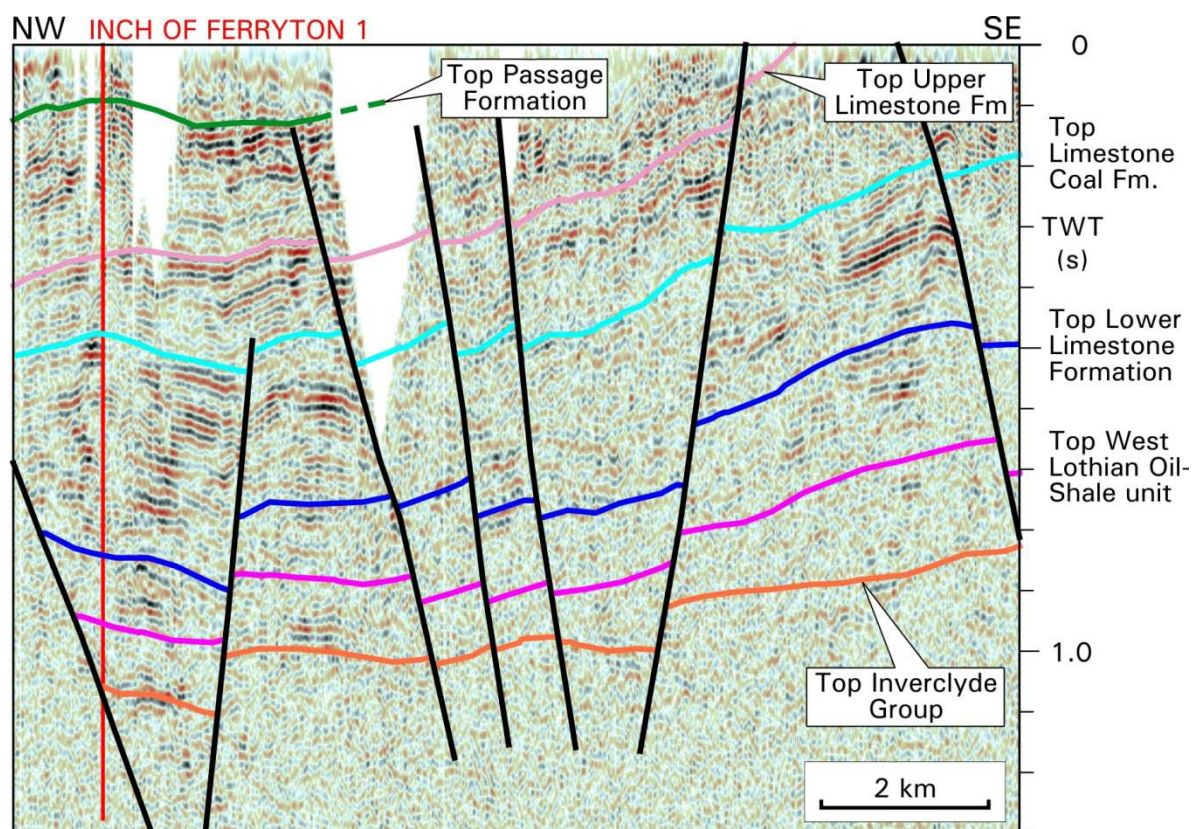 NW
INCH OF FERRYTON 1
SE
0
Top Passage
Formation
Top Upper
Limestone Fm
Top
Limestone
Coal Fm.
TWT
(s)
Top Lower
Limestone
Formation
Top West
Lothian Oil-
Shale unit
1.0
Top Inverclyde
Group
2 km